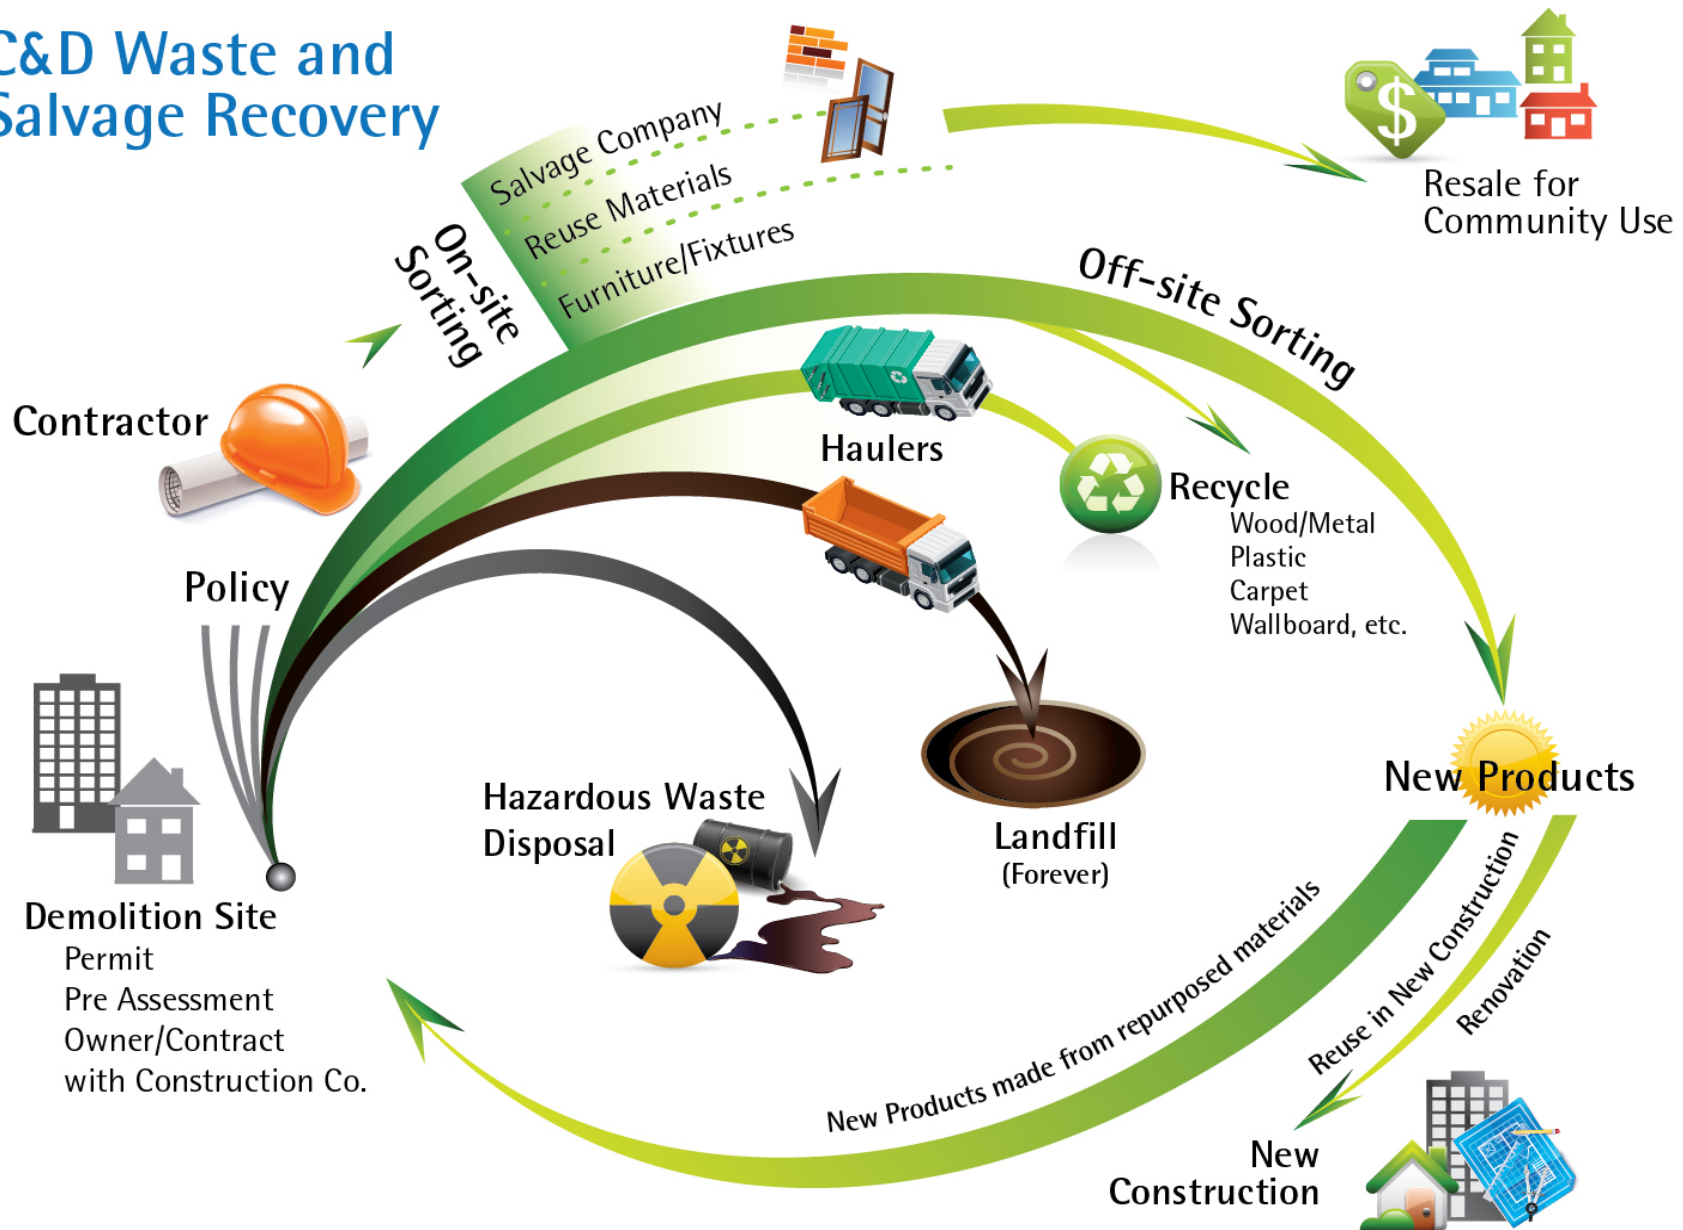 C&D Waste and
Salvage Recovery
Salvage Company
Reuse Materials
Furniture/Fixtures
On-site
Sorting
Resale for
Community Use
Off-site Sorting
Contractor
Haulers
Recycle
Wood/Metal
Plastic
Carpet
Wallboard, etc.
Policy
Hazardous Waste
Disposal
Landfill
(Forever)
New Products
Demolition Site
Permit
Pre Assessment
Owner/Contract
with Construction Co.
New Products made from repurposed materials
Reuse in New Construction
Renovation
New
Construction
$